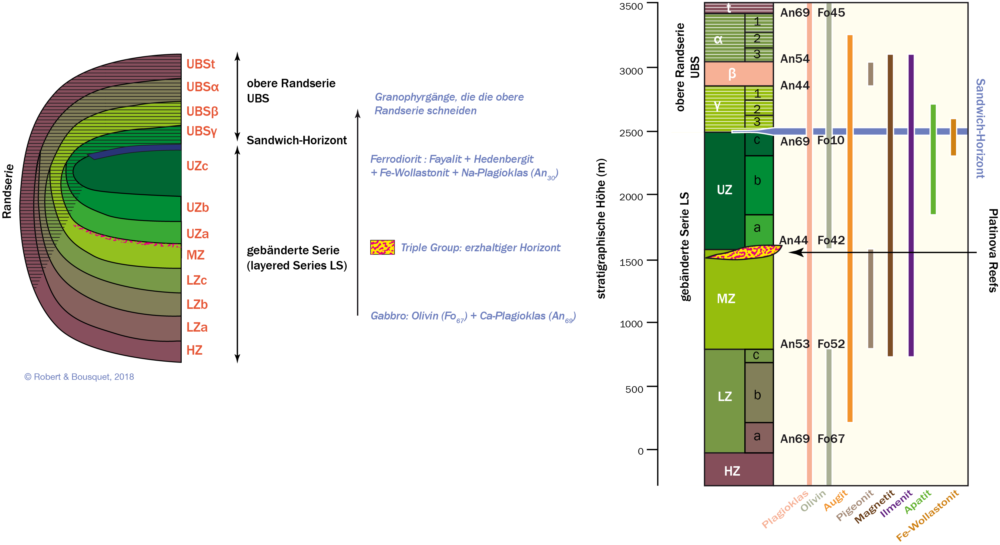 Randserie
UBSt
UBSα
UBSβ
UBSγ
UZc
UZb
UZa
MZ
LZc
LZb
LZa
HZ
© Robert & Bousquet, 2018
obere Randserie
UBS
Sandwich-Horizont
gebänderte Serie
(layered Series LS)
Granophyrgänge, die die obere
Randserie schneiden
Ferrodiorit : Fayalit + Hedenbergit
+ Fe-Wollastonit + Na-Plagioklas (An30)
Triple Group: erzhaltiger Horizont
Gabbro: Olivin (Fo67) + Ca-Plagioklas (An69)
stratigraphische Höhe (m)
3500
3000
2500
2000
1500
1000
500
0
obere Randserie
UBS
gebänderte Serie LS
t
α
1
2
3
β
γ
1
2
3
UZ
c
b
a
MZ
LZ
c
b
a
HZ
An69 Fo45
An54
An44
An69 Fo10
An44 Fo42
An53 Fo52
An69 Fo67
Sandwich-Horizont
Platinova Reefs
Plagioklas
Olivin
Augit
Pigeonit
Magnetit
Ilmenit
Apatit
Fe-Wollastonit